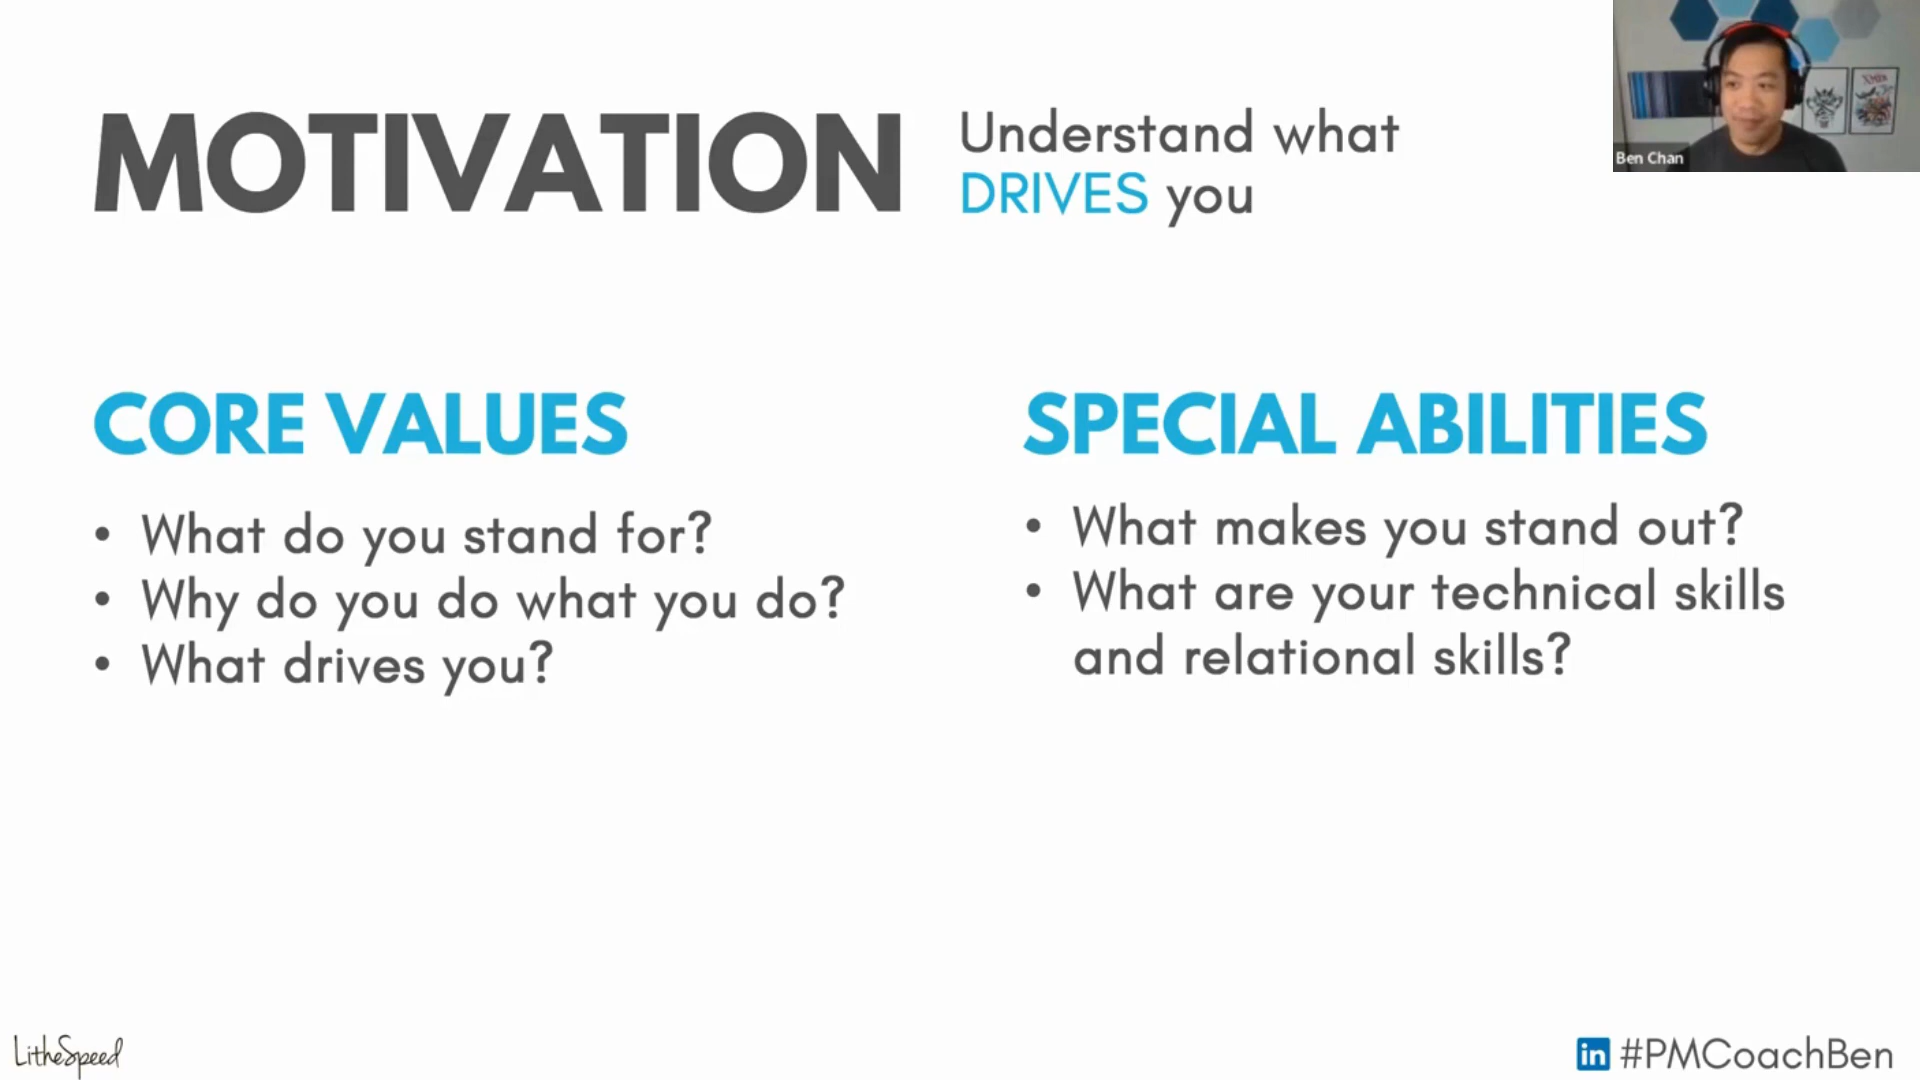 MOTIVATION
Understand what
DRIVES you
Ben Chan
CORE VALUES
• What do you stand for?
• Why do you do what you do?
• What drives you?
SPECIAL ABILITIES
• What makes you stand out?
• What are your technical skills
and relational skills?
LitheSpeed
in #PMCoachBen